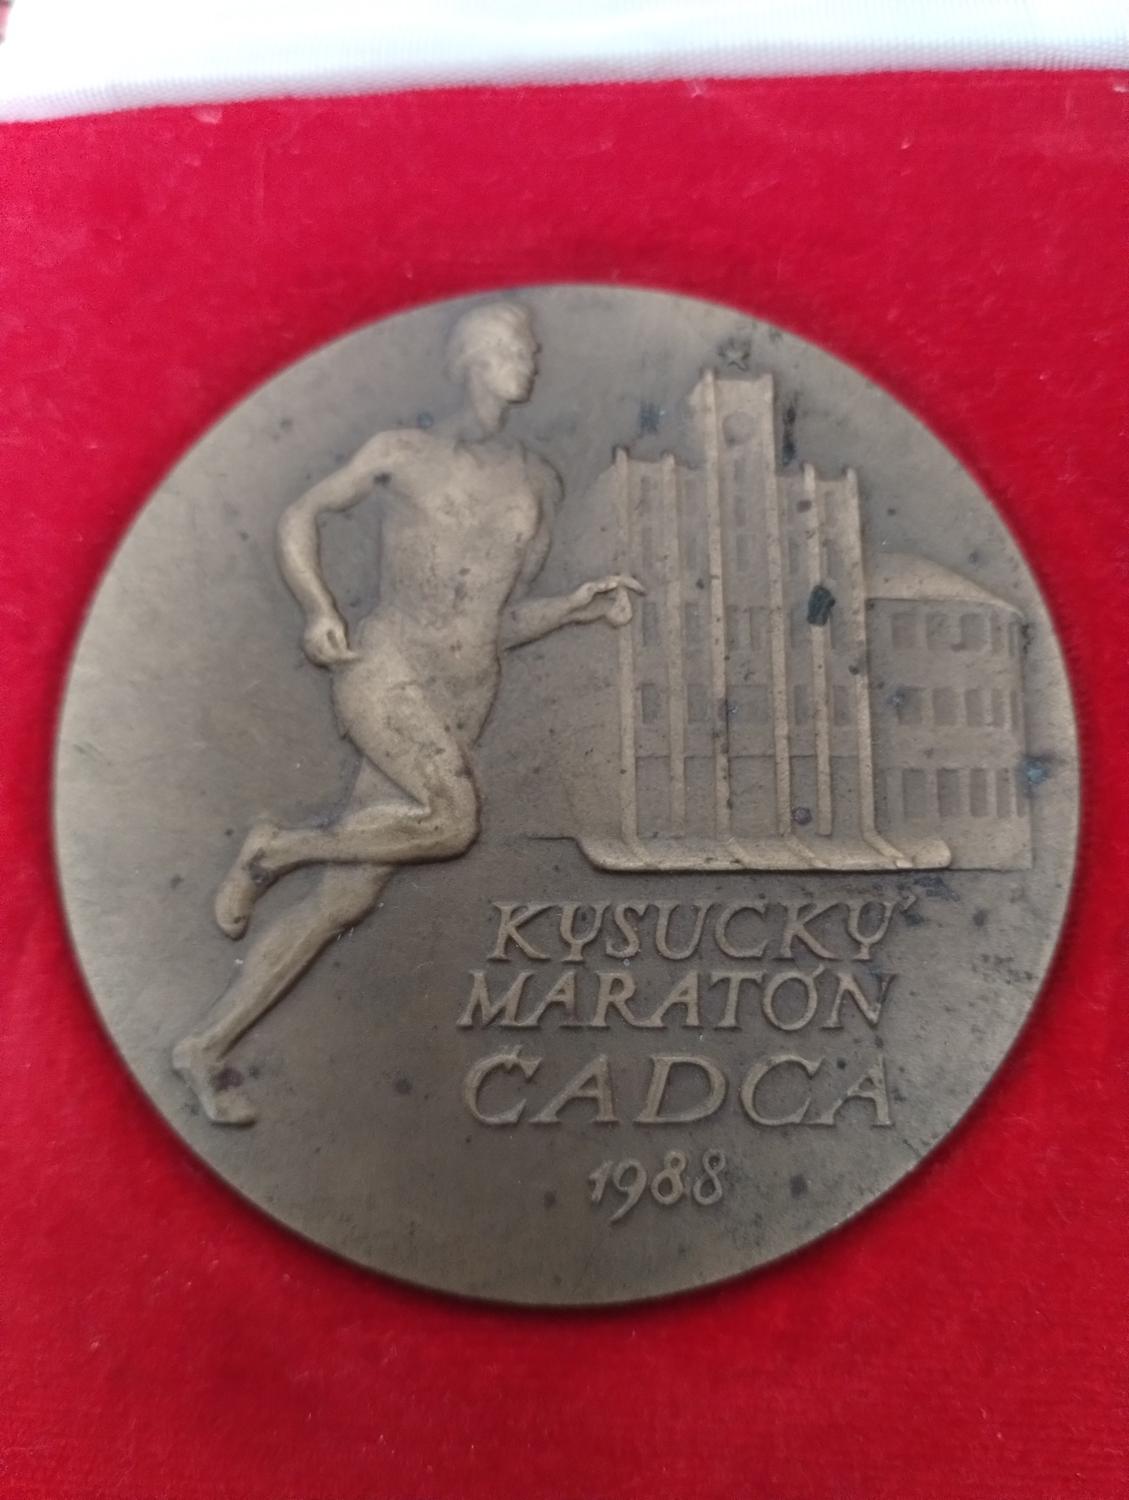 KYSUCKÝ
MARATÓN
ČADCA
1988